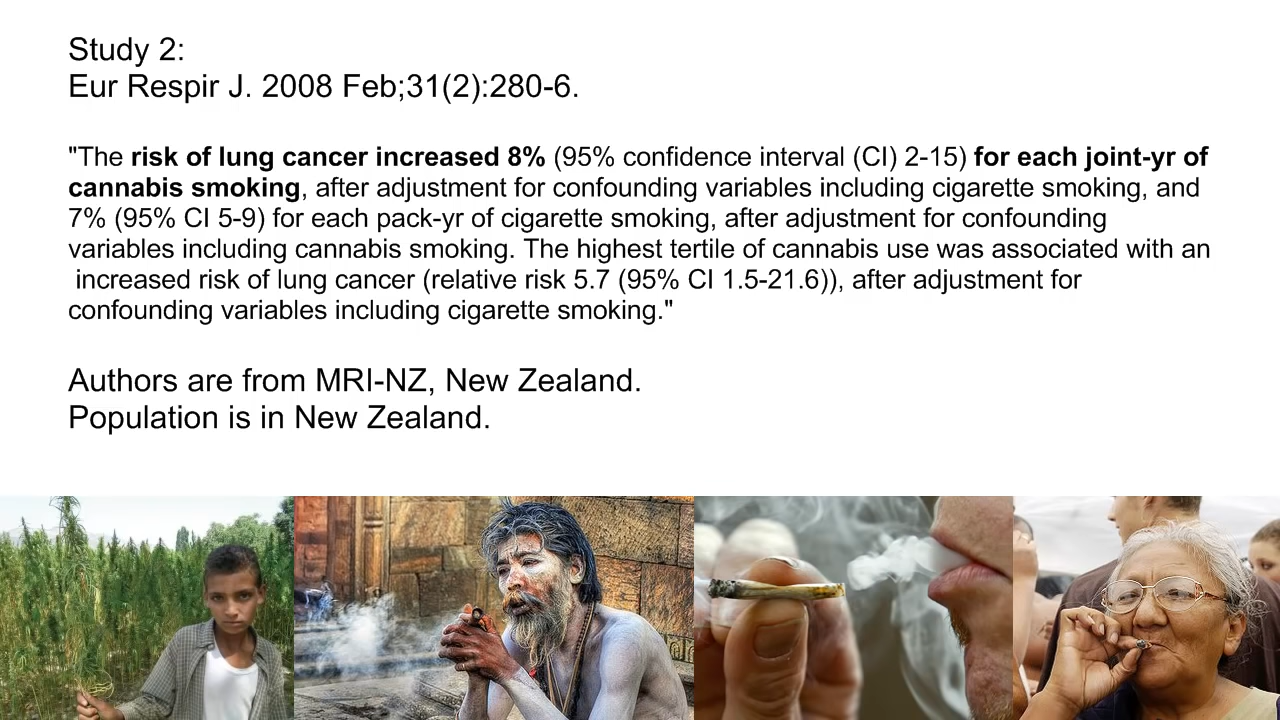 Study 2:
Eur Respir J. 2008 Feb;31(2):280-6.
"The risk of lung cancer increased 8% (95% confidence interval (CI) 2-15) for each joint-yr of
cannabis smoking, after adjustment for confounding variables including cigarette smoking, and
7% (95% CI 5-9) for each pack-yr of cigarette smoking, after adjustment for confounding
variables including cannabis smoking. The highest tertile of cannabis use was associated with an
increased risk of lung cancer (relative risk 5.7 (95% CI 1.5-21.6)), after adjustment for
confounding variables including cigarette smoking."
Authors are from MRI-NZ, New Zealand.
Population is in New Zealand.